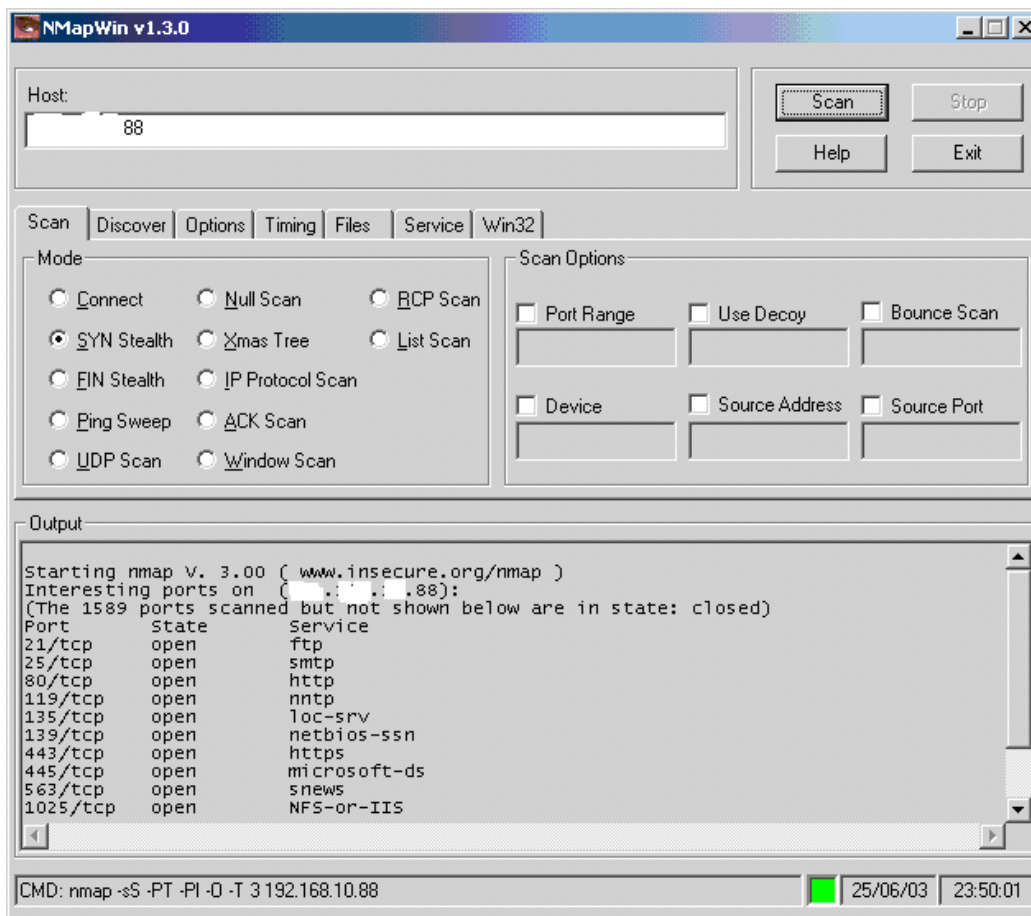 NMapWin v1.3.0
Host:
88
Scan Stop
Help Exit
Scan Discover Options Timing Files Service Win32
Mode
Connect Null Scan RCP Scan
SYN Stealth Xmas Tree List Scan
FIN Stealth IP Protocol Scan
Ping Sweep ACK Scan
UDP Scan Window Scan
Scan Options
Port Range Use Decoy Bounce Scan
Device Source Address Source Port
Output
Starting nmap V. 3.00 ( www.insecure.org/nmap )
Interesting ports on ( . . .88):
(The 1589 ports scanned but not shown below are in state: closed)
Port State Service
21/tcp open ftp
25/tcp open smtp
80/tcp open http
119/tcp open nntp
135/tcp open loc-srv
139/tcp open netbios-ssn
443/tcp open https
445/tcp open microsoft-ds
563/tcp open snews
1025/tcp open NFS-or-IIS
CMD: nmap -sS -PT -PI -O -T 3 192.168.10.88 25/06/03 23:50:01